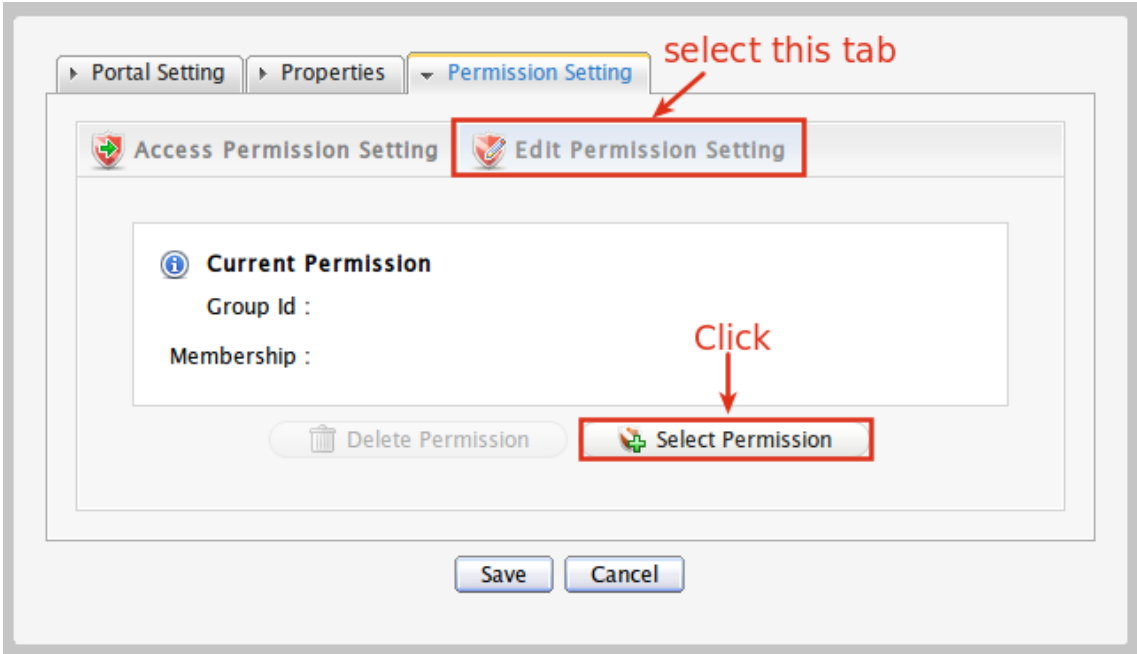 select this tab
Portal Setting Properties Permission Setting
Access Permission Setting Edit Permission Setting
Current Permission
Group Id :
Click
Membership :
Delete Permission Select Permission
Save Cancel